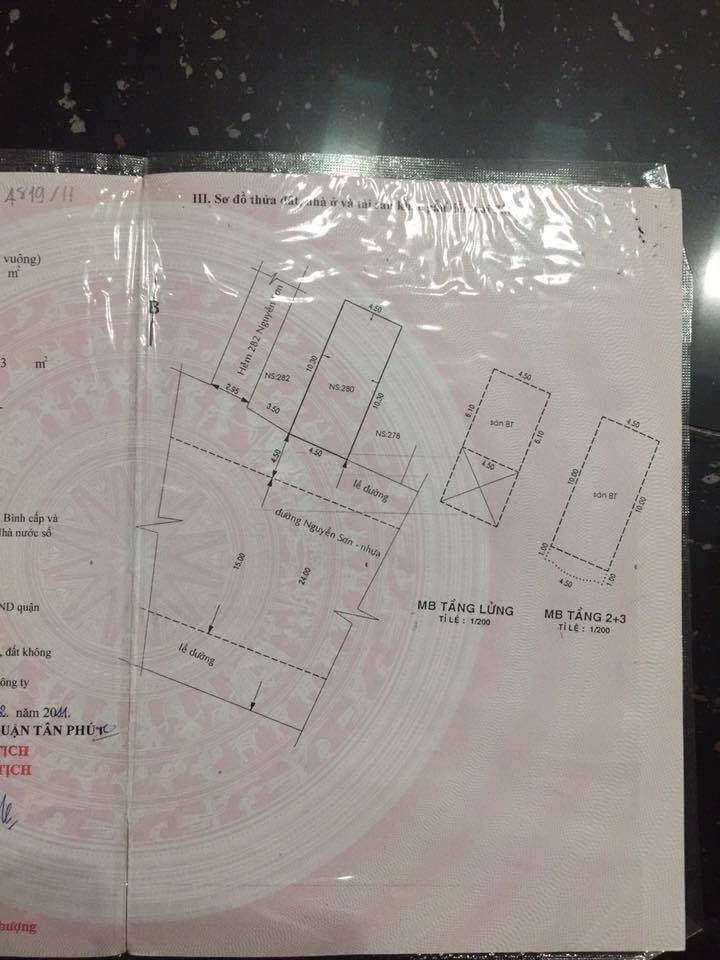 A819/11
III. Sơ đồ thửa đất, nhà ở và tài sản
vuông)
m²
3 m²
Bình cấp và
Nhà nước số
ND quận
, đất không
ông ty
2. năm 2011.
UẬN TÂN PHÚ
TỊCH
TỊCH
hượng
B
Hẻm 282 Nguyễn Sơn
4.50
10.30
NS:282
NS:280
10.30
2.95
3.50
NS:278
4.50
4.50
lề đường
đường Nguyễn Sơn - nhựa
15.00
24.00
lề đường
4.50
6.10
sàn BT
6.10
4.50
MB TẦNG LỬNG
TỈ LỆ : 1/200
4.50
10.00
sàn BT
10.00
1.00
4.50
1.00
MB TẦNG 2+3
TỈ LỆ : 1/200